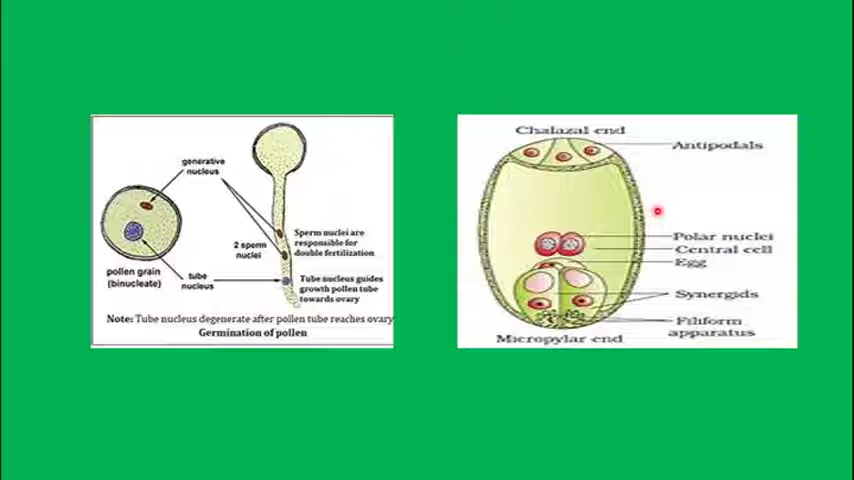 generative
nucleus
2 sperm
nuclei
Sperm nuclei are
responsible for
double fertilization
pollen grain
(binucleate)
tube
nucleus
Tube nucleus guides
growth pollen tube
towards ovary
Note: Tube nucleus degenerate after pollen tube reaches ovary
Germination of pollen
Chalazal end
Antipodals
Polar nuclei
Central cell
Egg
Synergids
Filiform
apparatus
Micropylar end